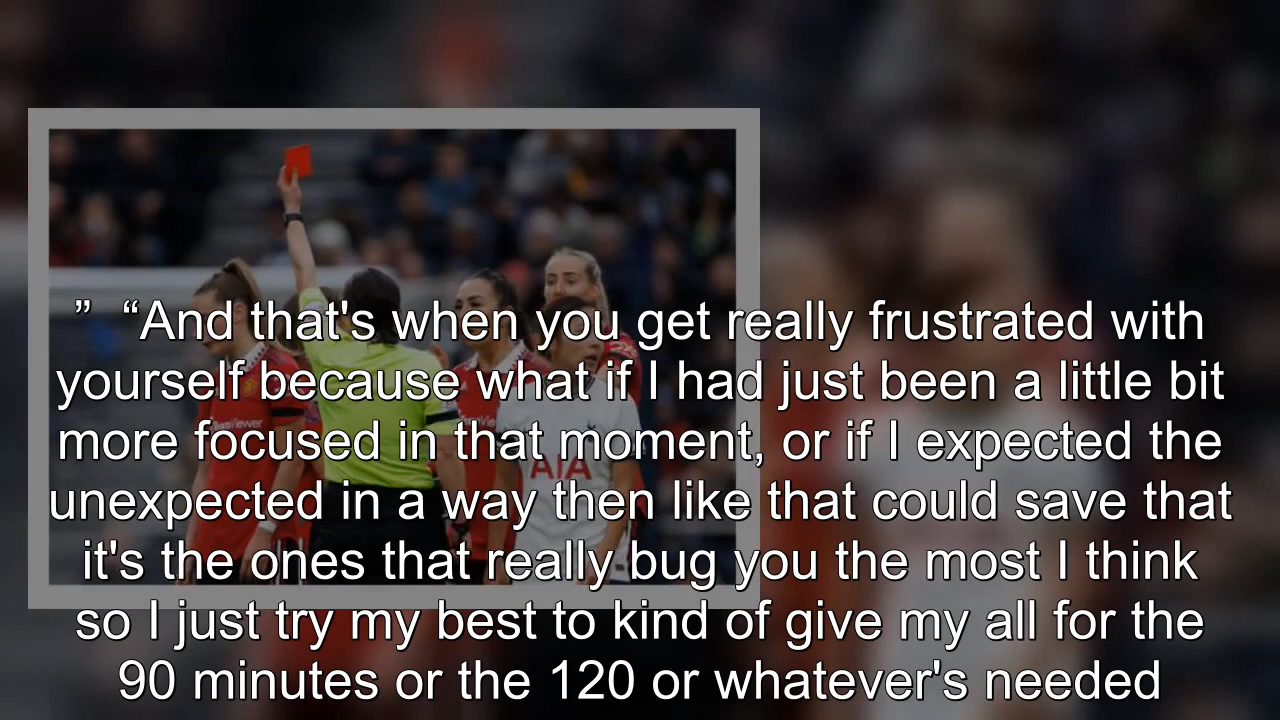 ”  “And that's when you get really frustrated with
yourself because what if I had just been a little bit
more focused in that moment, or if I expected the
unexpected in a way then like that could save that
it's the ones that really bug you the most I think
so I just try my best to kind of give my all for the
90 minutes or the 120 or whatever's needed
AIA